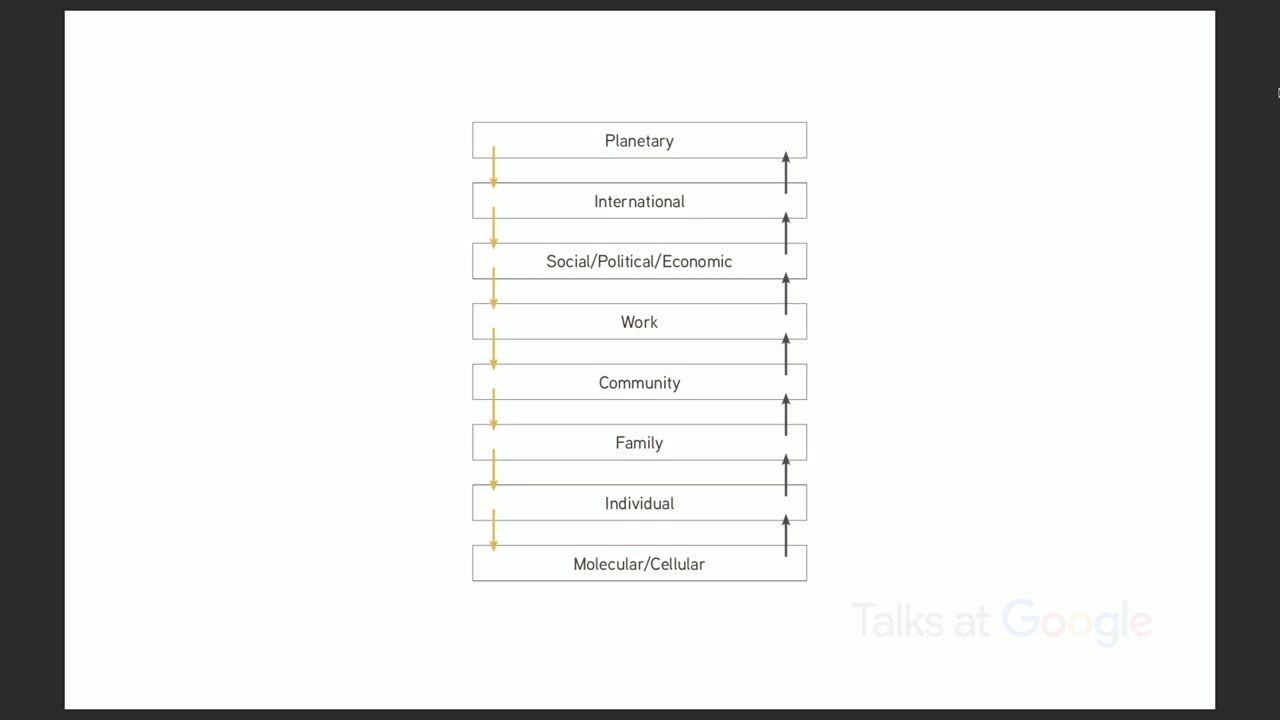 Planetary
International
Social/Political/Economic
Work
Community
Family
Individual
Molecular/Cellular
Talks at Google